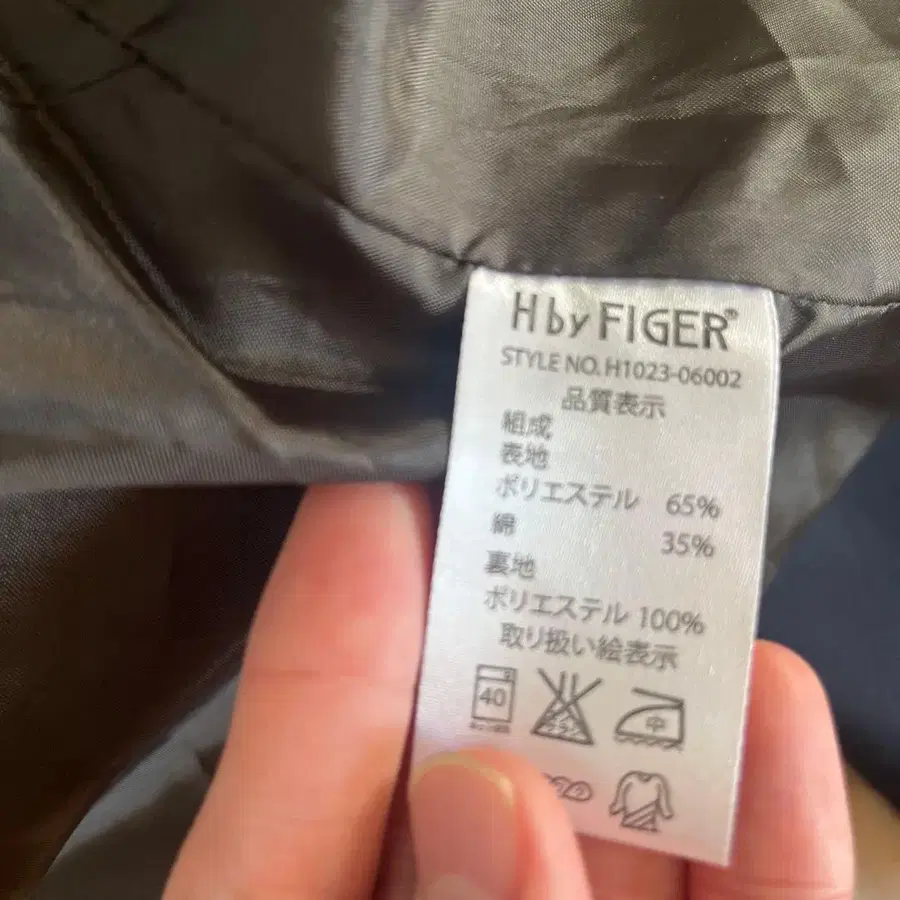 H by FIGER®
STYLE NO. H1023-06002
品質表示
組成
表地
ポリエステル 65%
綿 35%
裏地
ポリエステル 100%
取り扱い絵表示
40
中